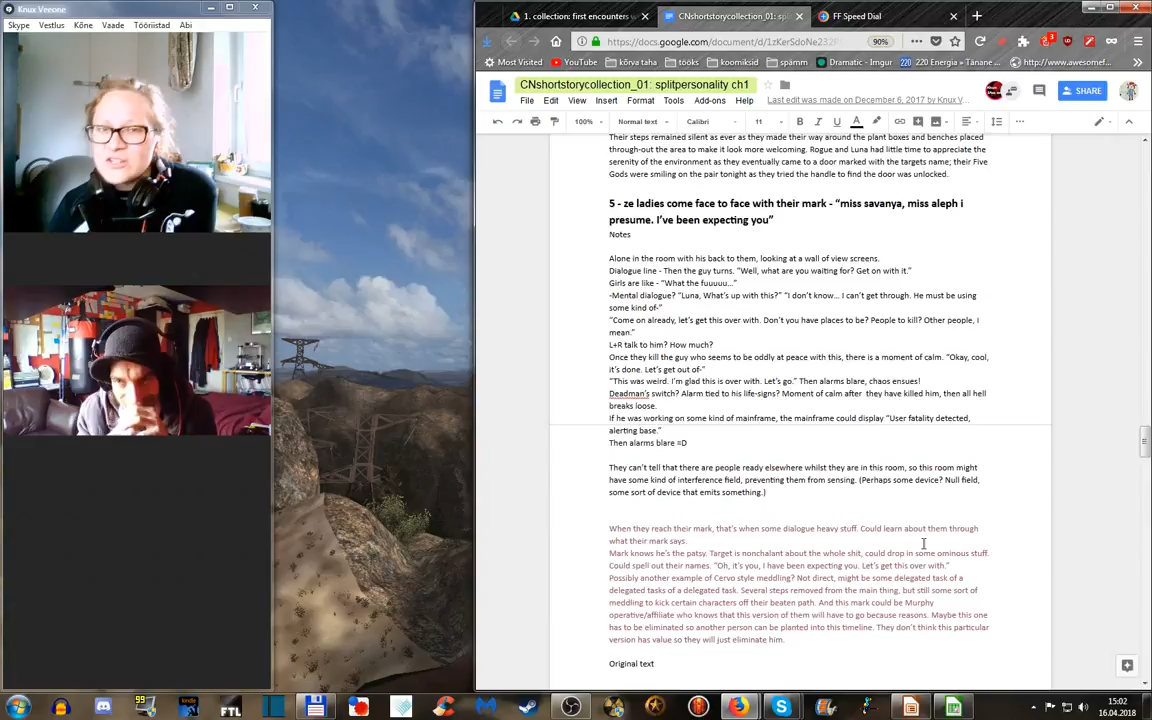 Knux Veeone
Skype Vestlus Kõne Vaade Tööriistad Abi
1. collection: first encounters
CNshortstorycollection_01: sp
FF Speed Dial
https://docs.google.com/document/d/1zKerSdoNe232R
90%
Most Visited YouTube kõrva taha tööks koomiksid spämm Dramatic - Imgur 220 Energia » Tänane http://www.awesomef
CNshortstorycollection_01: splitpersonality ch1
File Edit View Insert Format Tools Add-ons Help Last edit was made on December 6, 2017 by Knux V...
SHARE
100% Normal text Calibri 11
Their steps remained silent as ever as they made their way around the plant boxes and benches placed
through-out the area to make it look more welcoming. Rogue and Luna had little time to appreciate the
serenity of the environment as they eventually came to a door marked with the targets name; their Five
Gods were smiling on the pair tonight as they tried the handle to find the door was unlocked.
5 - ze ladies come face to face with their mark - “miss savanya, miss aleph i
presume. I’ve been expecting you”
Notes
Alone in the room with his back to them, looking at a wall of view screens.
Dialogue line - Then the guy turns. “Well, what are you waiting for? Get on with it.”
Girls are like - “What the fuuuuu...”
-Mental dialogue? “Luna, What’s up with this?” “I don’t know... I can’t get through. He must be using
some kind of-”
“Come on already, let’s get this over with. Don’t you have places to be? People to kill? Other people, I
mean.”
L+R talk to him? How much?
Once they kill the guy who seems to be oddly at peace with this, there is a moment of calm. “Okay, cool,
it’s done. Let’s get out of-”
“This was weird. I’m glad this is over with. Let’s go.” Then alarms blare, chaos ensues!
Deadman’s switch? Alarm tied to his life-signs? Moment of calm after they have killed him, then all hell
breaks loose.
If he was working on some kind of mainframe, the mainframe could display “User fatality detected,
alerting base.”
Then alarms blare =D
They can’t tell that there are people ready elsewhere whilst they are in this room, so this room might
have some kind of interference field, preventing them from sensing. (Perhaps some device? Null field,
some sort of device that emits something.)
When they reach their mark, that’s when some dialogue heavy stuff. Could learn about them through
what their mark says.
Mark knows he’s the patsy. Target is nonchalant about the whole shit, could drop in some ominous stuff.
Could spell out their names. “Oh, it’s you, I have been expecting you. Let’s get this over with.”
Possibly another example of Cervo style meddling? Not direct, might be some delegated task of a
delegated tasks of a delegated task. Several steps removed from the main thing, but still some sort of
meddling to kick certain characters off their beaten path. And this mark could be Murphy
operative/affiliate who knows that this version of them will have to go because reasons. Maybe this one
has to be eliminated so another person can be planted into this timeline. They don’t think this particular
version has value so they will just eliminate him.
Original text
99
FTL
15:02
16.04.2018